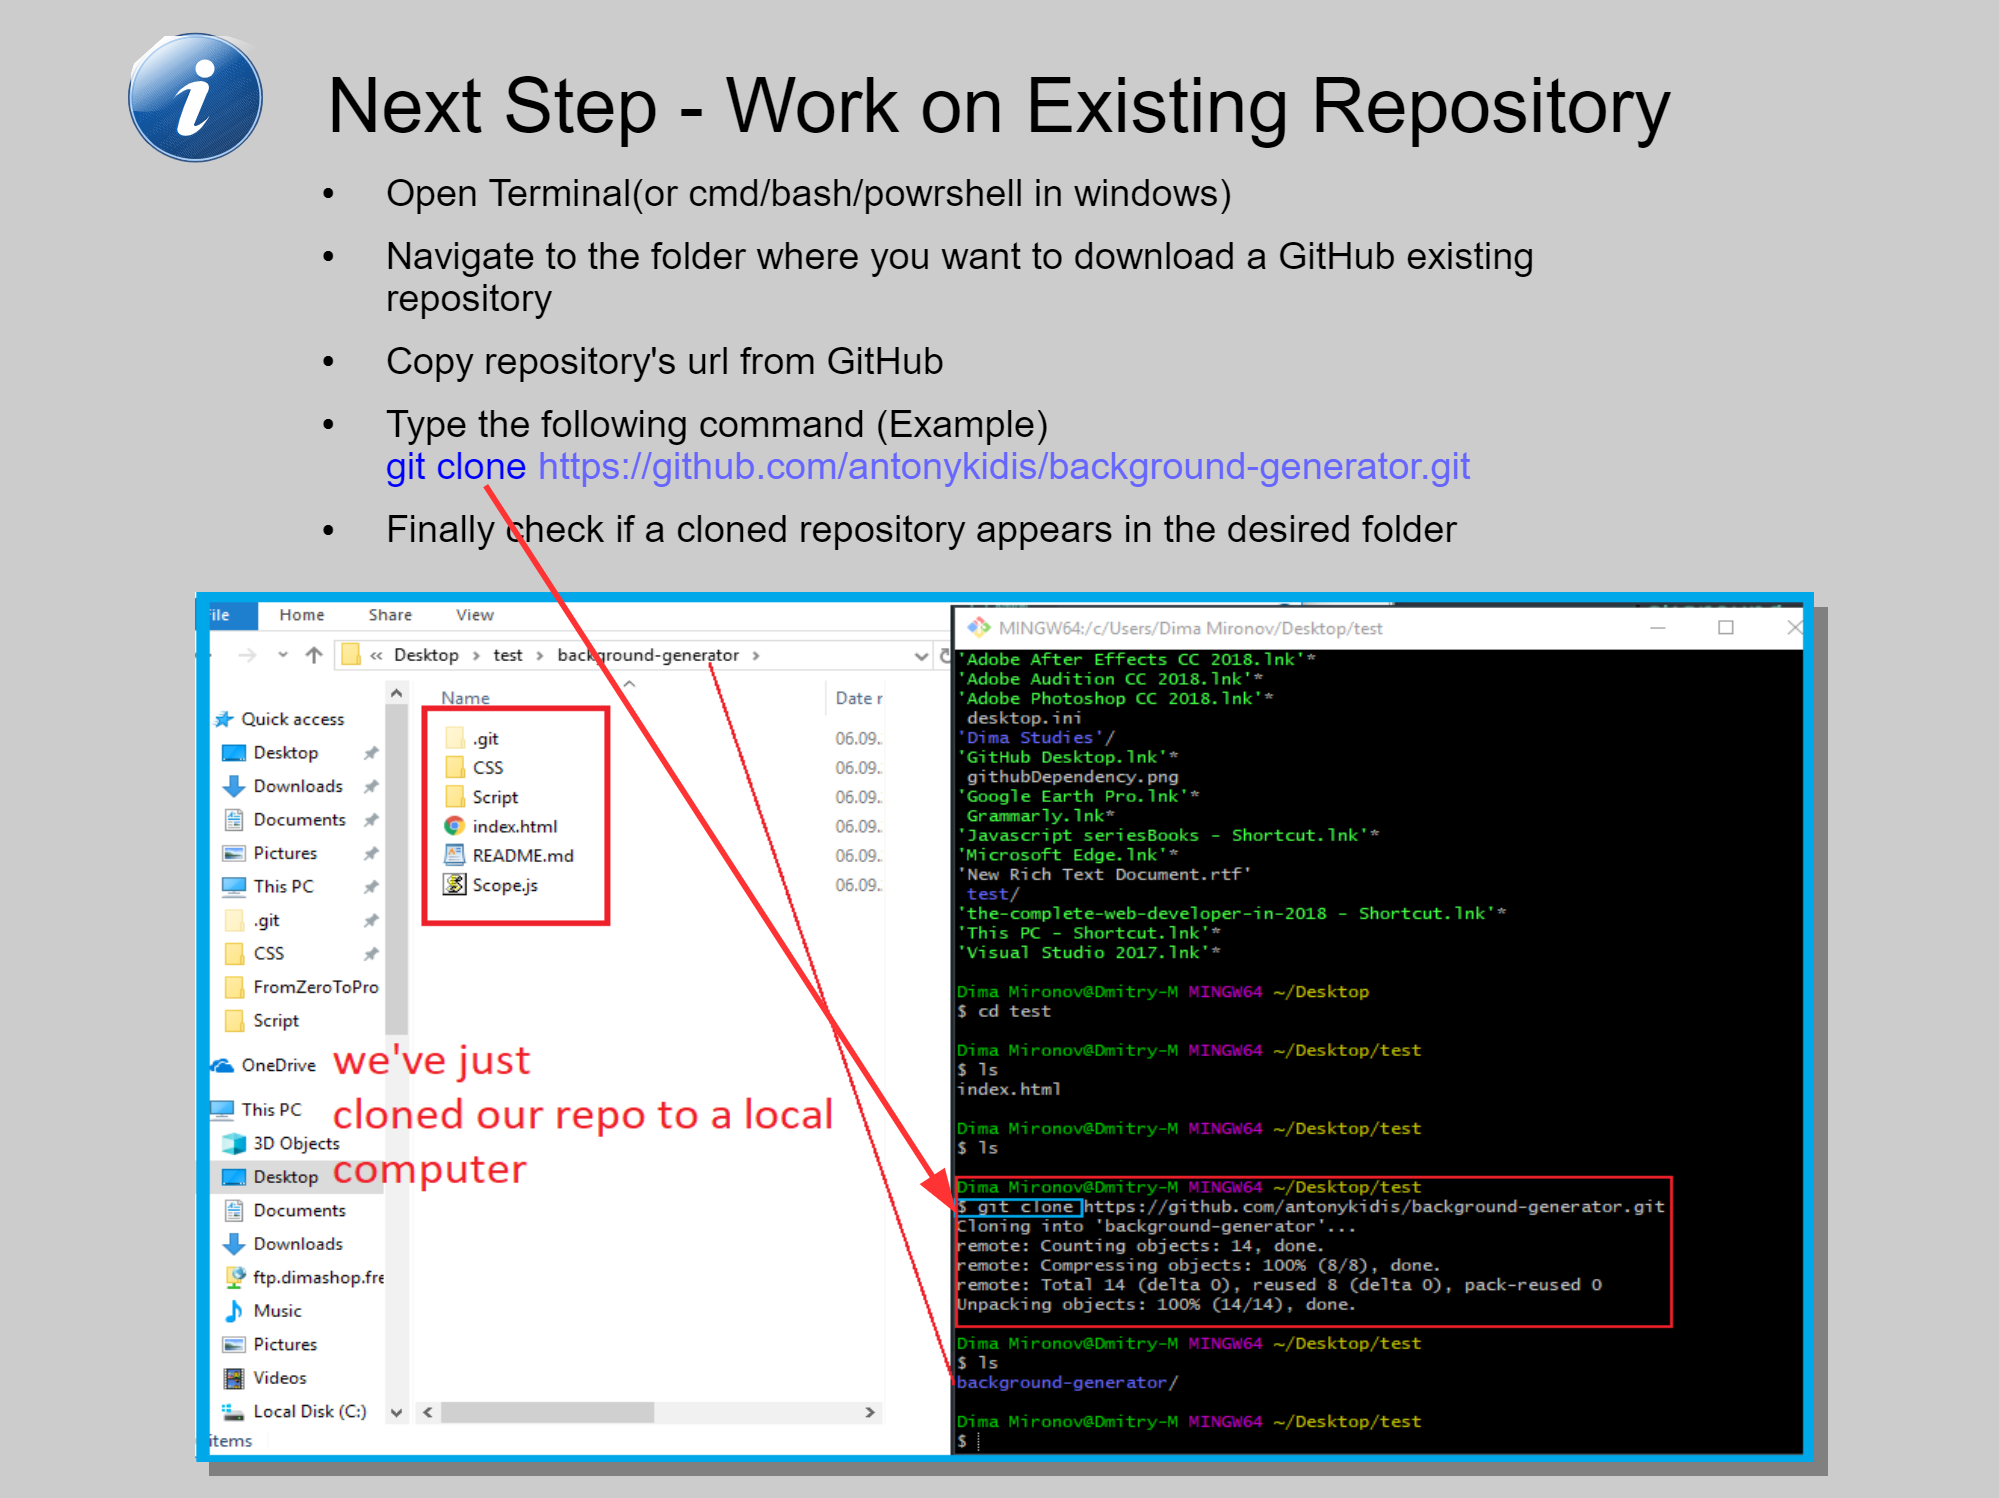 Next Step - Work on Existing Repository
• Open Terminal(or cmd/bash/powrshell in windows)
• Navigate to the folder where you want to download a GitHub existing
repository
• Copy repository's url from GitHub
• Type the following command (Example)
git clone https://github.com/antonykidis/background-generator.git
• Finally check if a cloned repository appears in the desired folder
File Home Share View
« Desktop › test › background-generator ›
Name Date r
Quick access
Desktop
Downloads
Documents
Pictures
This PC
.git
CSS
FromZeroToPro
Script
OneDrive
This PC
3D Objects
Desktop
Documents
Downloads
ftp.dimashop.fre
Music
Pictures
Videos
Local Disk (C:)
items
.git 06.09.
CSS 06.09.
Script 06.09.
index.html 06.09.
README.md 06.09.
Scope.js 06.09.
we've just
cloned our repo to a local
computer
MINGW64:/c/Users/Dima Mironov/Desktop/test
'Adobe After Effects CC 2018.lnk'*
'Adobe Audition CC 2018.lnk'*
'Adobe Photoshop CC 2018.lnk'*
desktop.ini
'Dima Studies'/
'GitHub Desktop.lnk'*
githubDependency.png
'Google Earth Pro.lnk'*
Grammarly.lnk*
'Javascript seriesBooks - Shortcut.lnk'*
'Microsoft Edge.lnk'*
'New Rich Text Document.rtf'
test/
'the-complete-web-developer-in-2018 - Shortcut.lnk'*
'This PC - Shortcut.lnk'*
'Visual Studio 2017.lnk'*
Dima Mironov@Dmitry-M MINGW64 ~/Desktop
$ cd test
Dima Mironov@Dmitry-M MINGW64 ~/Desktop/test
$ ls
index.html
Dima Mironov@Dmitry-M MINGW64 ~/Desktop/test
$ ls
Dima Mironov@Dmitry-M MINGW64 ~/Desktop/test
$ git clone https://github.com/antonykidis/background-generator.git
Cloning into 'background-generator'...
remote: Counting objects: 14, done.
remote: Compressing objects: 100% (8/8), done.
remote: Total 14 (delta 0), reused 8 (delta 0), pack-reused 0
Unpacking objects: 100% (14/14), done.
Dima Mironov@Dmitry-M MINGW64 ~/Desktop/test
$ ls
background-generator/
Dima Mironov@Dmitry-M MINGW64 ~/Desktop/test
$